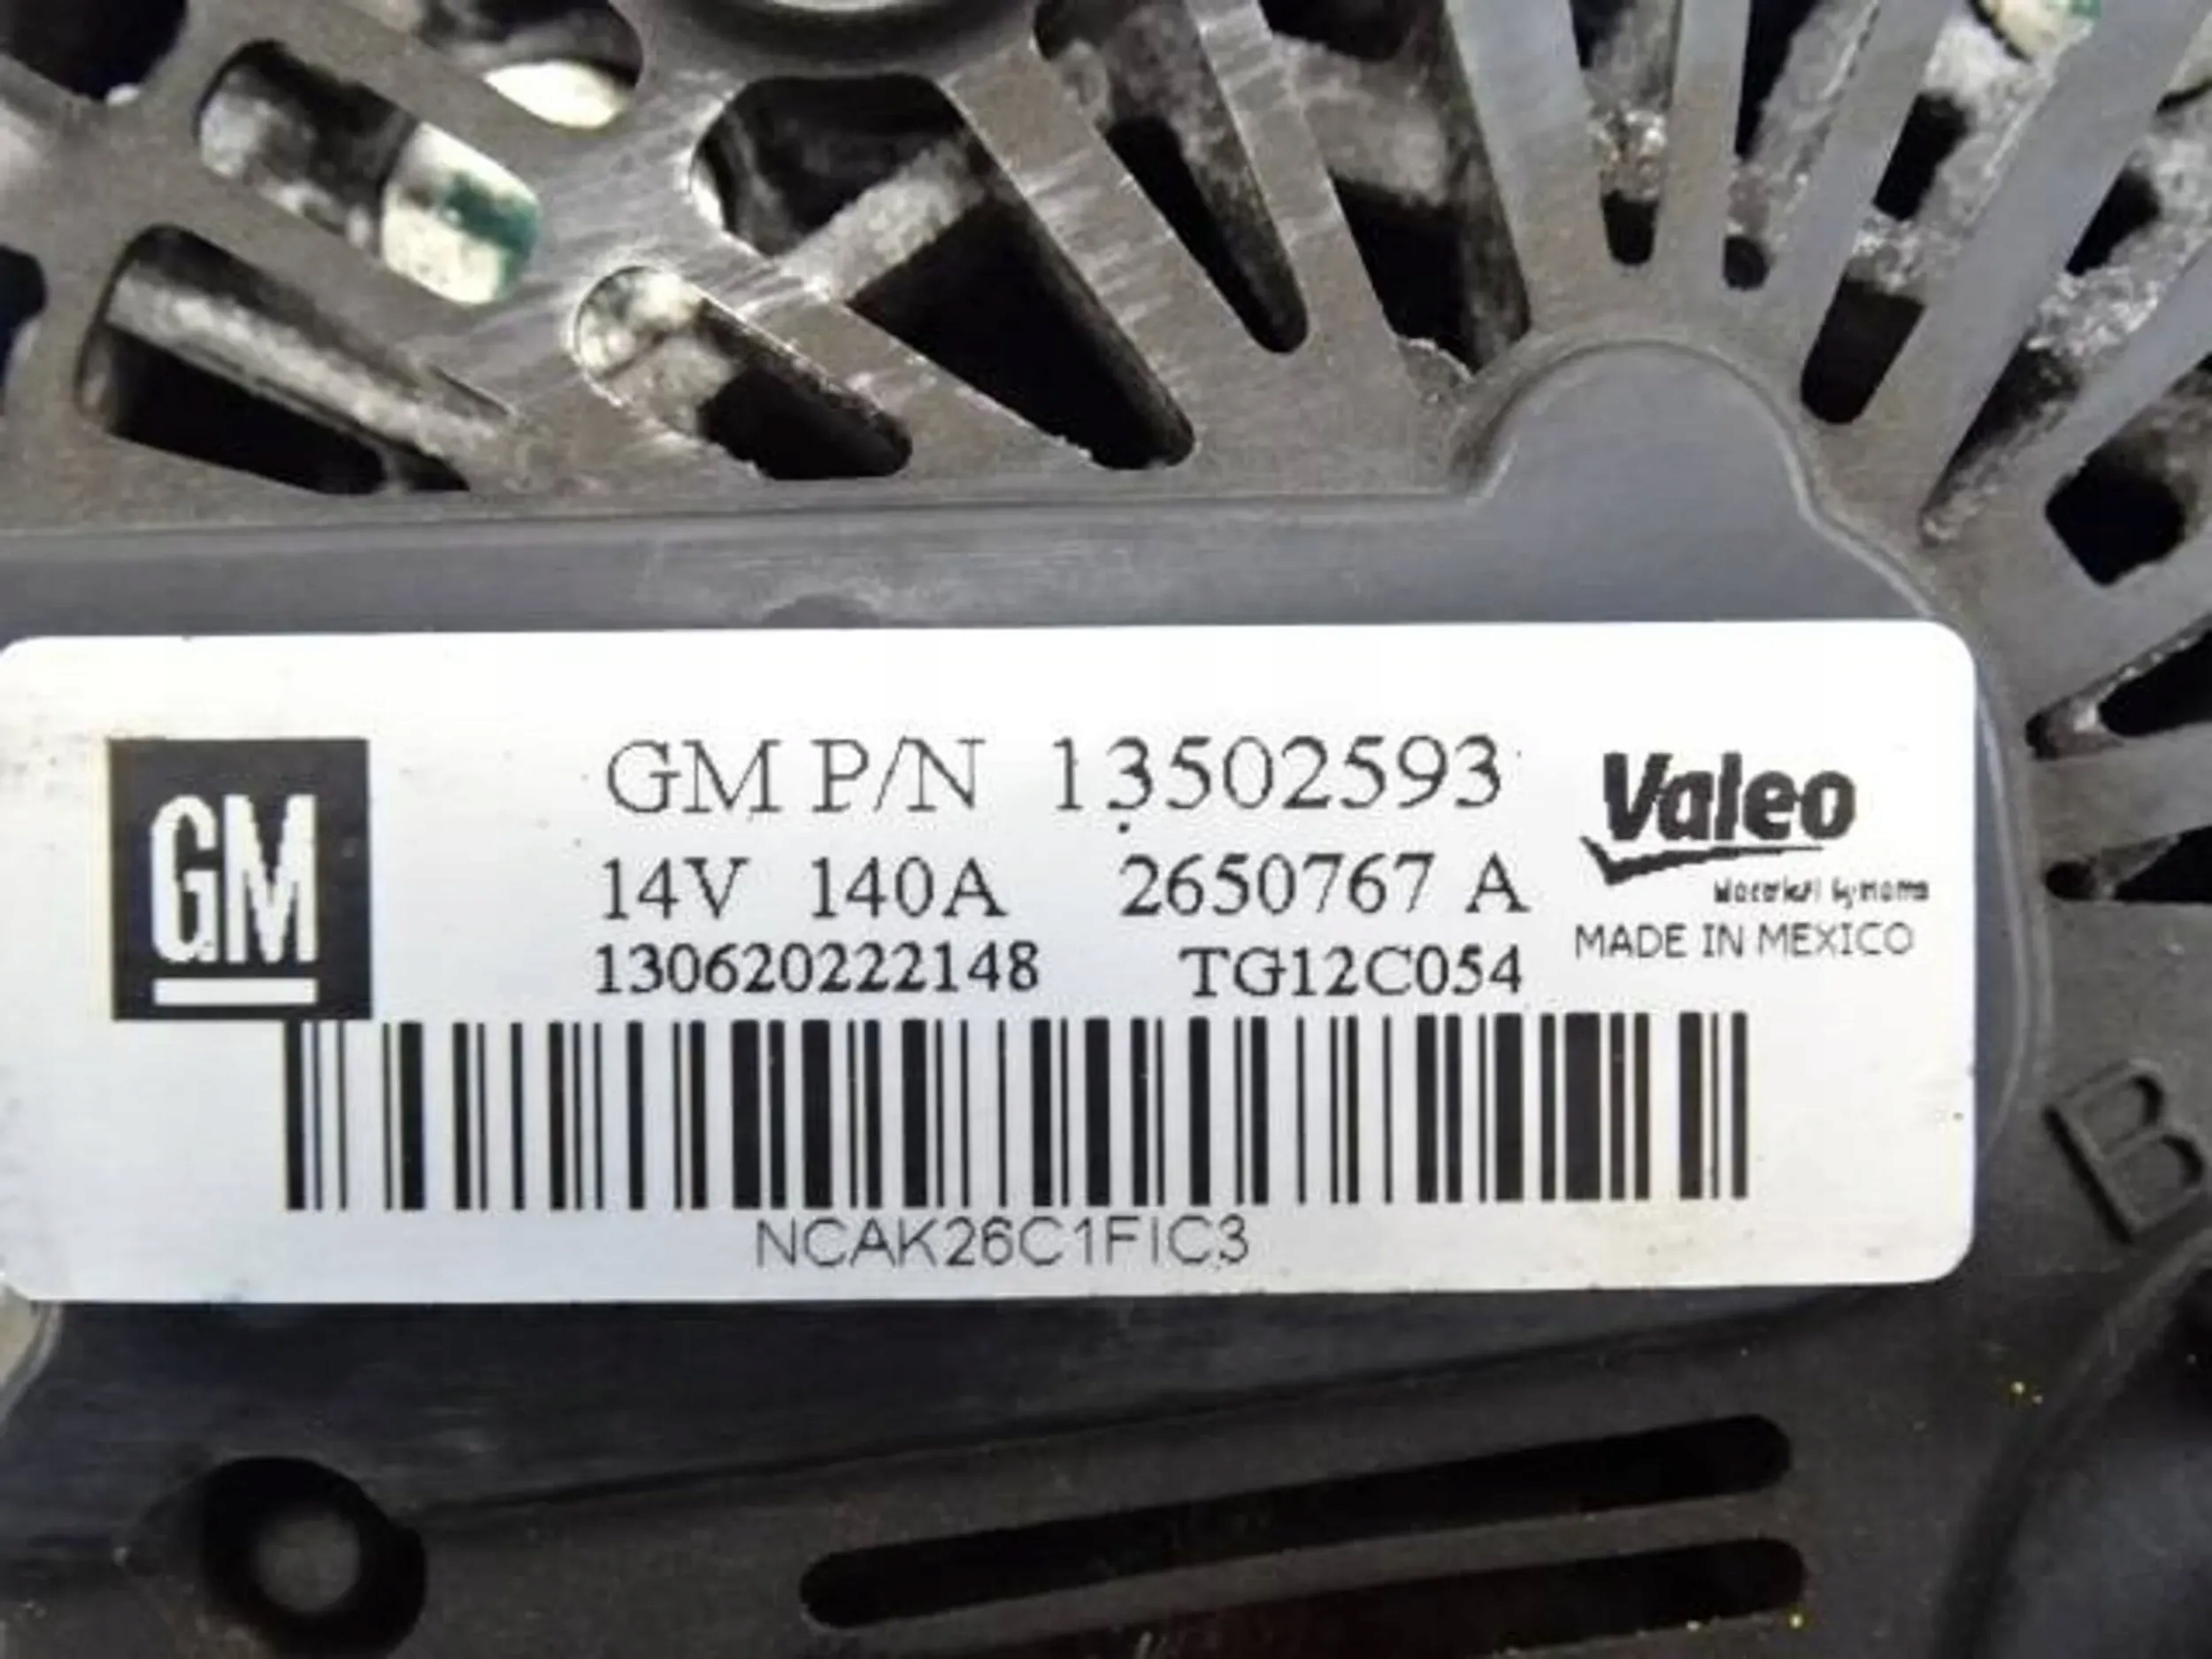 GM
GM P/N 13502593
14V 140A 2650767 A
130620222148 TG12C054
Valeo
MADE IN MEXICO
NCAK26C1FIC3
B